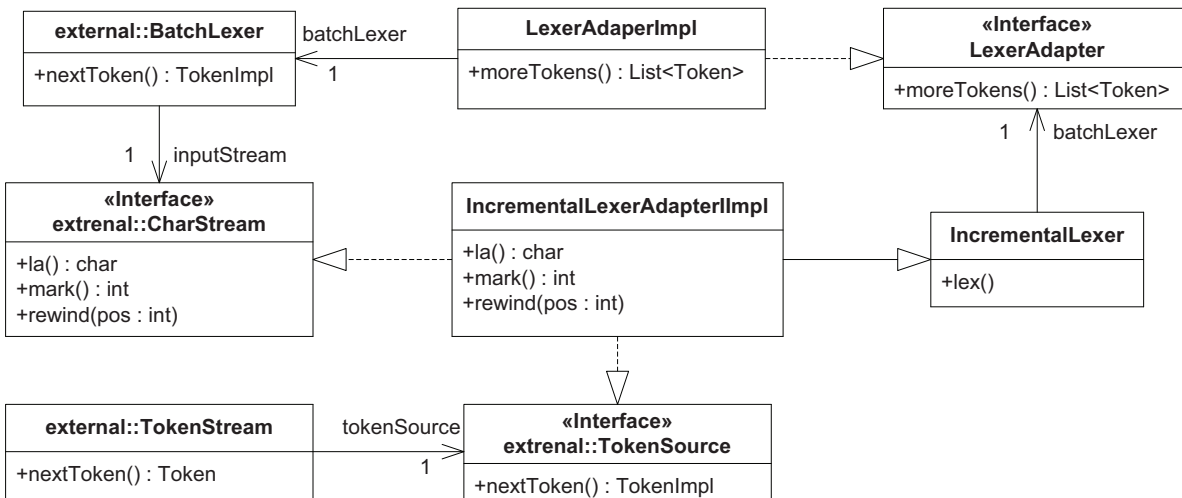 external::BatchLexer
+nextToken() : TokenImpl
batchLexer
1
LexerAdaperImpl
+moreTokens() : List<Token>
«Interface»
LexerAdapter
+moreTokens() : List<Token>
1
inputStream
1
batchLexer
«Interface»
extrenal::CharStream
+la() : char
+mark() : int
+rewind(pos : int)
IncrementalLexerAdapterIImpl
+la() : char
+mark() : int
+rewind(pos : int)
IncrementalLexer
+lex()
external::TokenStream
+nextToken() : Token
tokenSource
1
«Interface»
extrenal::TokenSource
+nextToken() : TokenImpl